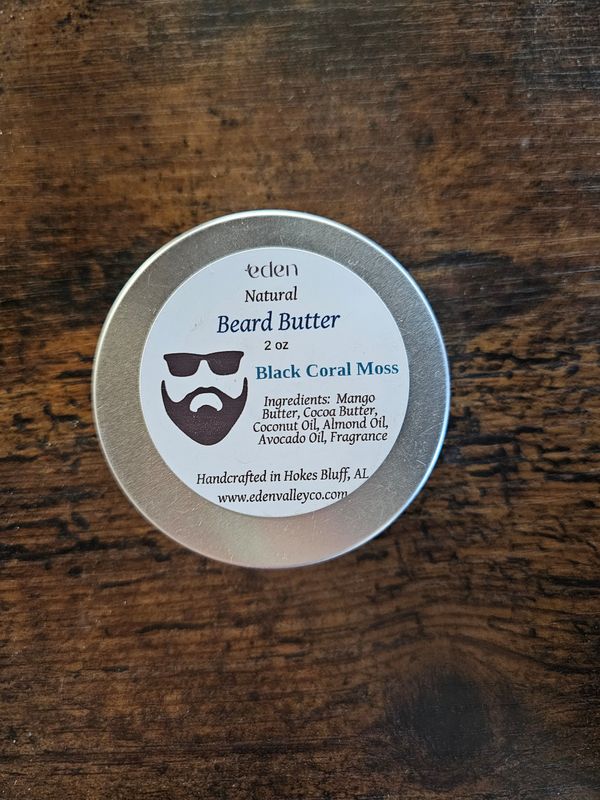 eden
Natural
Beard Butter
2 oz
Black Coral Moss
Ingredients: Mango
Butter, Cocoa Butter,
Coconut Oil, Almond Oil,
Avocado Oil, Fragrance
Handcrafted in Hokes Bluff, AL
www.edenvalleyco.com